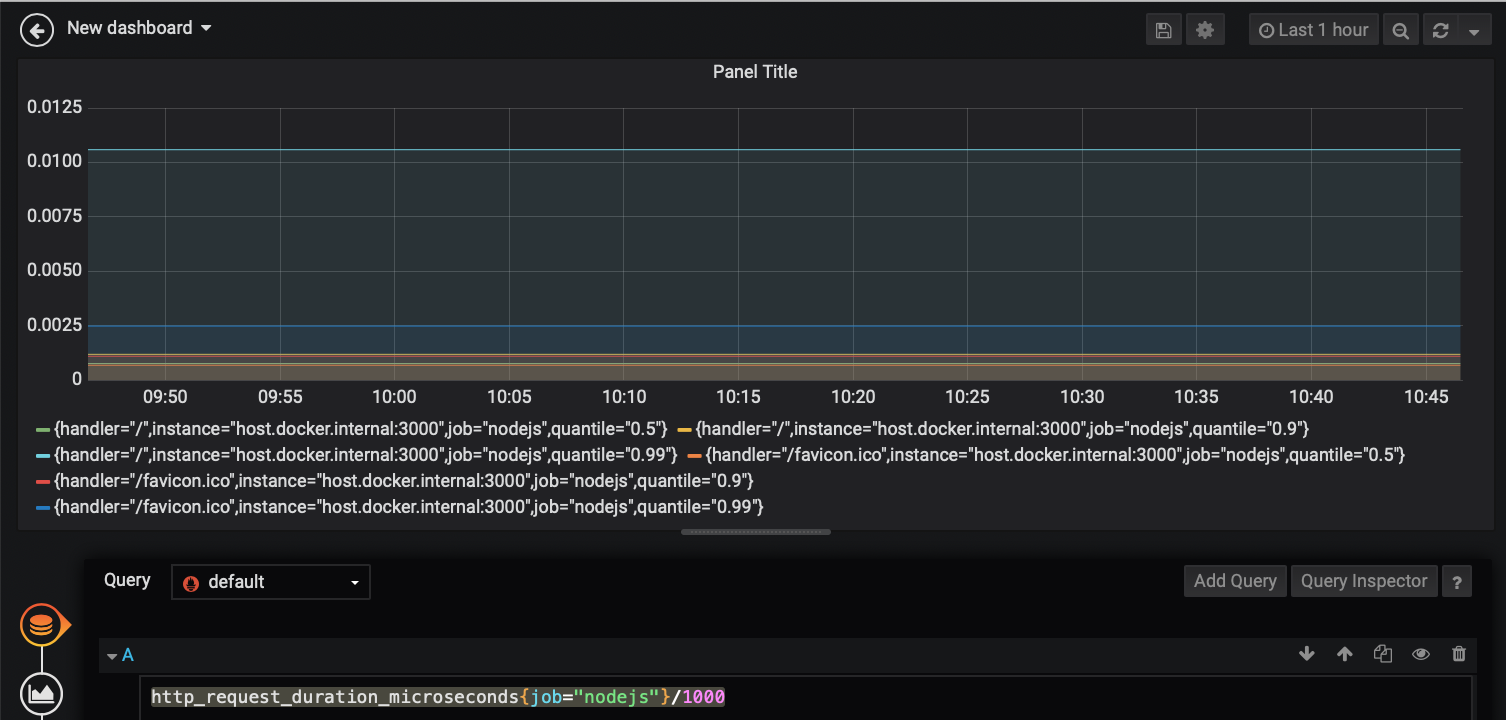 New dashboard
Last 1 hour
Panel Title
0.0125
0.0100
0.0075
0.0050
0.0025
0
09:50 09:55 10:00 10:05 10:10 10:15 10:20 10:25 10:30 10:35 10:40 10:45
{handler="/",instance="host.docker.internal:3000",job="nodejs",quantile="0.5"} {handler="/",instance="host.docker.internal:3000",job="nodejs",quantile="0.9"}
{handler="/",instance="host.docker.internal:3000",job="nodejs",quantile="0.99"} {handler="/favicon.ico",instance="host.docker.internal:3000",job="nodejs",quantile="0.5"}
{handler="/favicon.ico",instance="host.docker.internal:3000",job="nodejs",quantile="0.9"}
{handler="/favicon.ico",instance="host.docker.internal:3000",job="nodejs",quantile="0.99"}
Query default Add Query Query Inspector ?
A
http_request_duration_microseconds{job="nodejs"}/1000